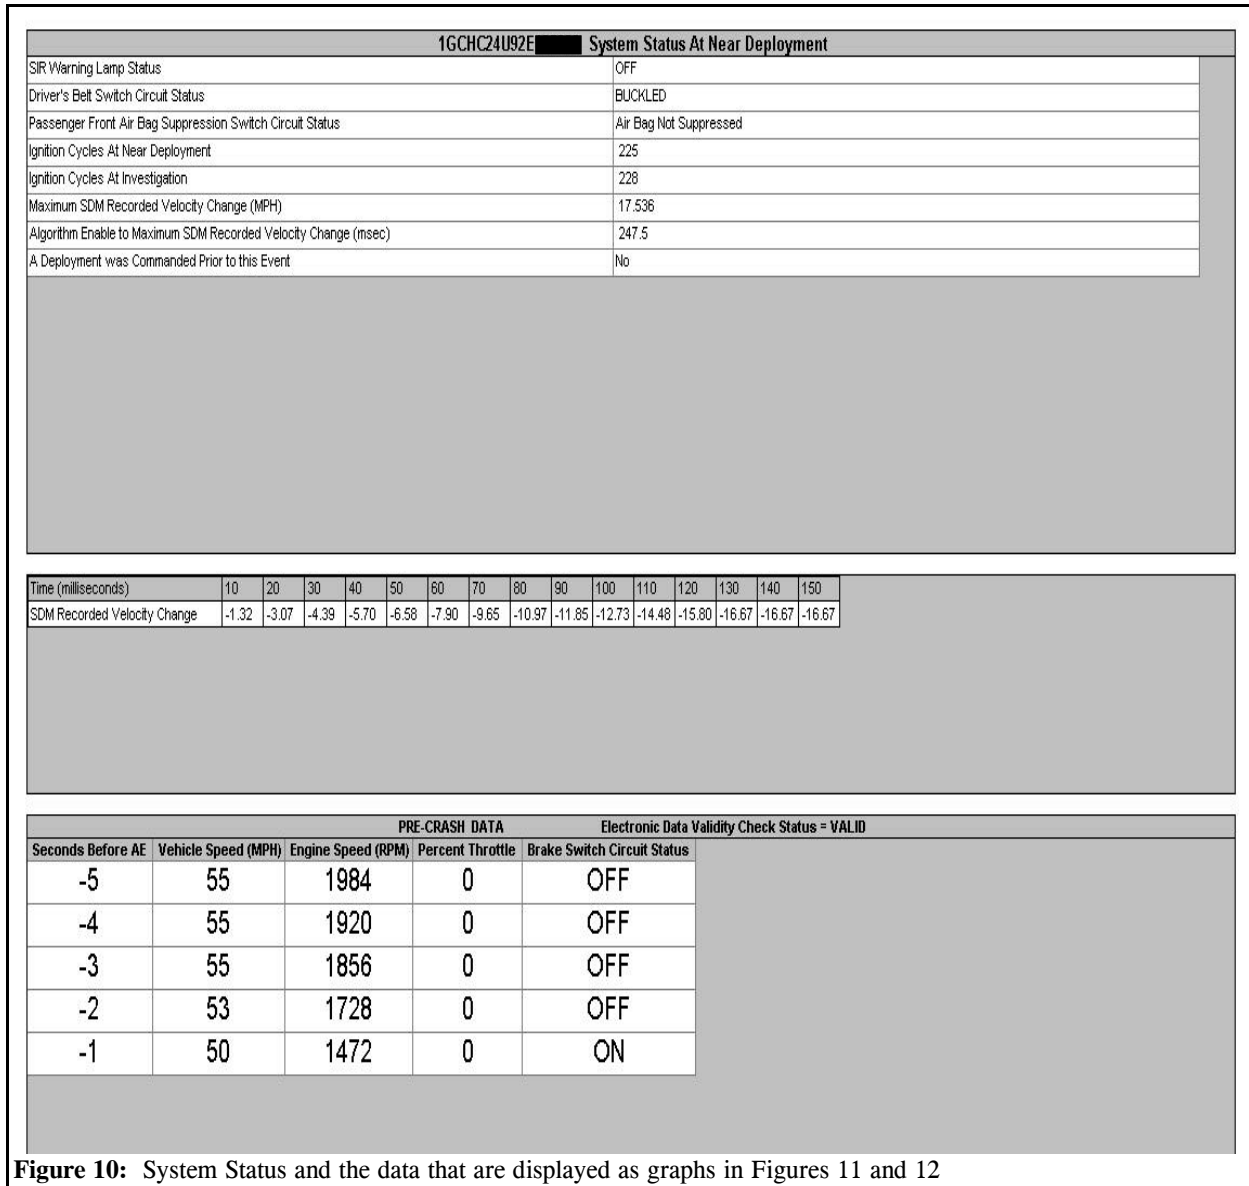 1GCHC24U92E System Status At Near Deployment
SIR Warning Lamp Status OFF
Driver's Belt Switch Circuit Status BUCKLED
Passenger Front Air Bag Suppression Switch Circuit Status Air Bag Not Suppressed
Ignition Cycles At Near Deployment 225
Ignition Cycles At Investigation 228
Maximum SDM Recorded Velocity Change (MPH) 17.536
Algorithm Enable to Maximum SDM Recorded Velocity Change (msec) 247.5
A Deployment was Commanded Prior to this Event No
Time (milliseconds) 10 20 30 40 50 60 70 80 90 100 110 120 130 140 150
SDM Recorded Velocity Change -1.32 -3.07 -4.39 -5.70 -6.58 -7.90 -9.65 -10.97 -11.85 -12.73 -14.48 -15.80 -16.67 -16.67 -16.67
PRE-CRASH DATA Electronic Data Validity Check Status = VALID
Seconds Before AE Vehicle Speed (MPH) Engine Speed (RPM) Percent Throttle Brake Switch Circuit Status
-5 55 1984 0 OFF
-4 55 1920 0 OFF
-3 55 1856 0 OFF
-2 53 1728 0 OFF
-1 50 1472 0 ON
Figure 10: System Status and the data that are displayed as graphs in Figures 11 and 12